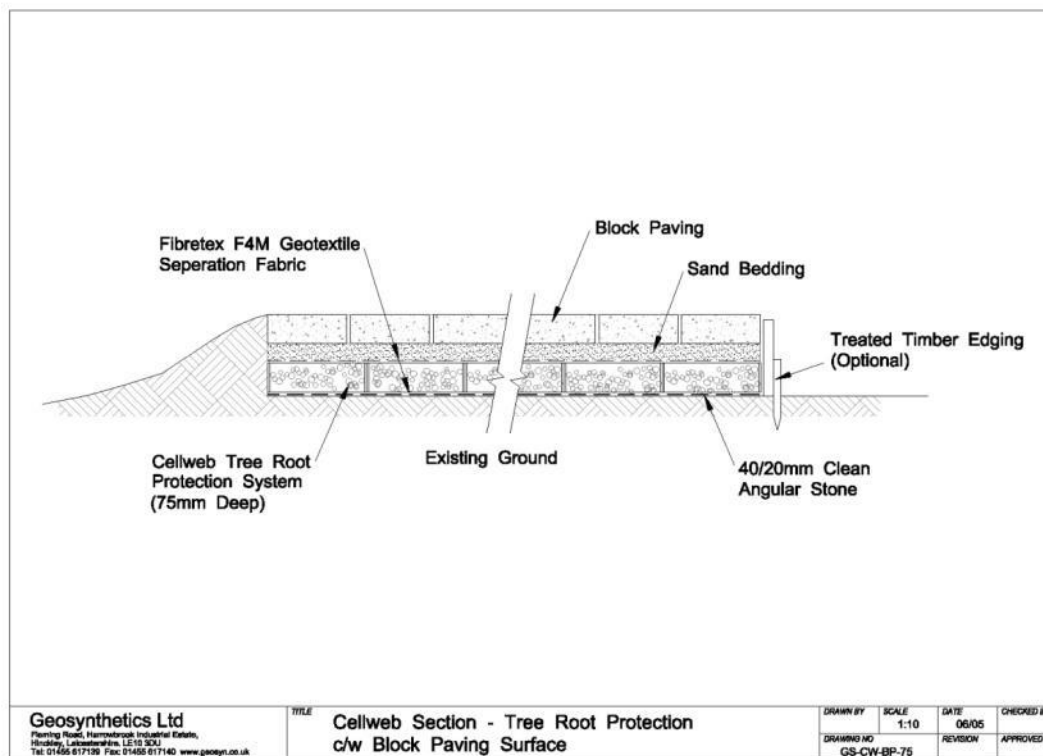 Block Paving
Fibretex F4M Geotextile
Seperation Fabric
Sand Bedding
Treated Timber Edging
(Optional)
Cellweb Tree Root
Protection System
(75mm Deep)
Existing Ground
40/20mm Clean
Angular Stone
Geosynthetics Ltd
Fleming Road, Harrowbrook Industrial Estate,
Hinckley, Leicestershire, LE10 3DU
Tel: 01455 617139 Fax: 01455 617140 www.geosyn.co.uk
TITLE
Cellweb Section - Tree Root Protection
c/w Block Paving Surface
DRAWN BY
SCALE
1:10
DATE
06/05
CHECKED B
DRAWING NO
GS-CW-BP-75
REVISION
APPROVED